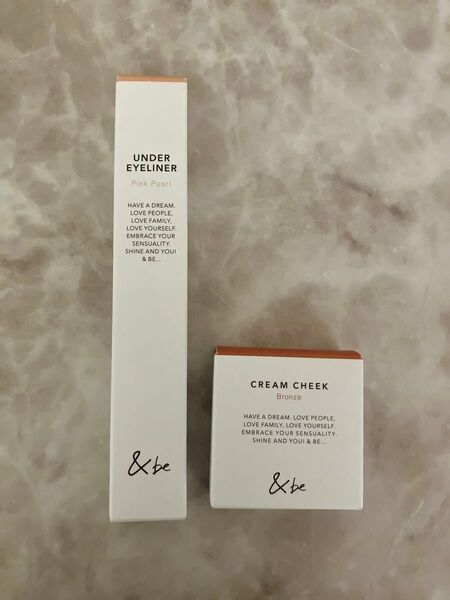 UNDER
EYELINER
Pink Pearl
HAVE A DREAM.
LOVE PEOPLE,
LOVE FAMILY,
LOVE YOURSELF.
EMBRACE YOUR
SENSUALITY.
SHINE AND YOU!
& BE...
&be
CREAM CHEEK
Bronze
HAVE A DREAM. LOVE PEOPLE,
LOVE FAMILY, LOVE YOURSELF.
EMBRACE YOUR SENSUALITY.
SHINE AND YOU! & BE...
&be